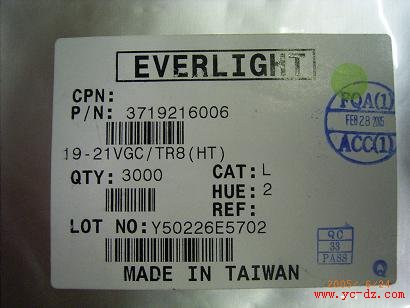 EVERLIGHT
CPN:
P/N: 3719216006
19-21VGC/TR8(HT)
QTY: 3000
CAT: L
HUE: 2
REF:
LOT NO: Y50226E5702
MADE IN TAIWAN
FQA(1)
FEB 28 2005
ACC(1)
QC
33
PASS
Q
www.yc-dz.com